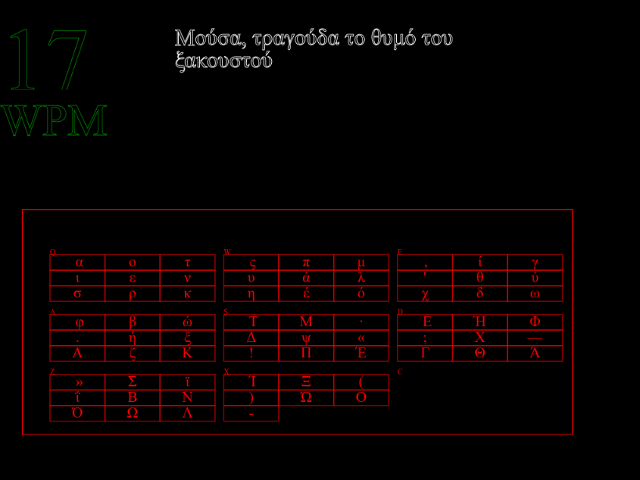 17
WPM
Μούσα, τραγούδα το θυμό του
ξακουστού
Q W E
α ο τ ς π μ , ί γ
ι ε ν υ ά λ ' θ ύ
σ ρ κ η έ ό χ δ ω
A S D
φ β ώ Τ Μ · Ε Ή Φ
. ή ξ Δ ψ « ; Χ —
Α ζ Κ ! Π Έ Γ Θ Ά
Z X C
» Σ ϊ Ί Ξ (
ΐ Β Ν ) Ώ Ο
Ό Ω Λ -